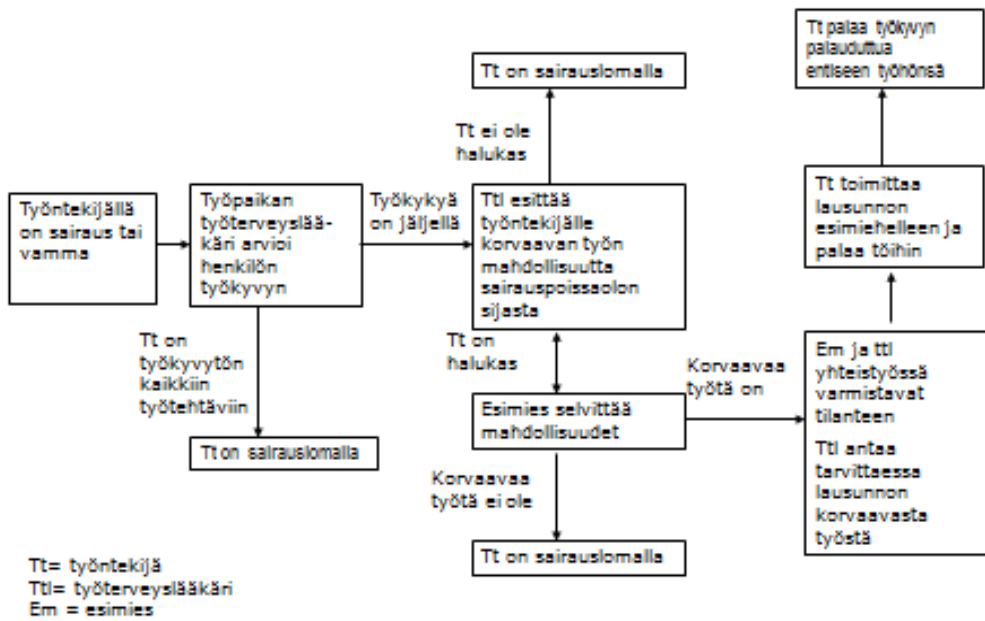 Työntekijällä
on sairaus tai
vamma
Työpaikan
työterveyslää-
käri arvioi
henkilön
työkyvyn
Tt on
työkyvytön
kaikkiin
työtehtäviin
Tt on sairauslomalla
Työkykyä
on jäljellä
Ttl esittää
työntekijälle
korvaavan työn
mahdollisuutta
sairauspoissaolon
sijasta
Tt ei ole
halukas
Tt on sairauslomalla
Tt on
halukas
Esimies selvittää
mahdollisuudet
Korvaavaa
työtä ei ole
Tt on sairauslomalla
Korvaavaa
työtä on
Em ja ttl
yhteistyössä
varmistavat
tilanteen
Ttl antaa
tarvittaessa
lausunnon
korvaavasta
työstä
Tt toimittaa
lausunnon
esimiehelleen ja
palaa töihin
Tt palaa työkyvyn
palauduttua
entiseen työhönsä
Tt= työntekijä
Ttl= työterveyslääkäri
Em = esimies